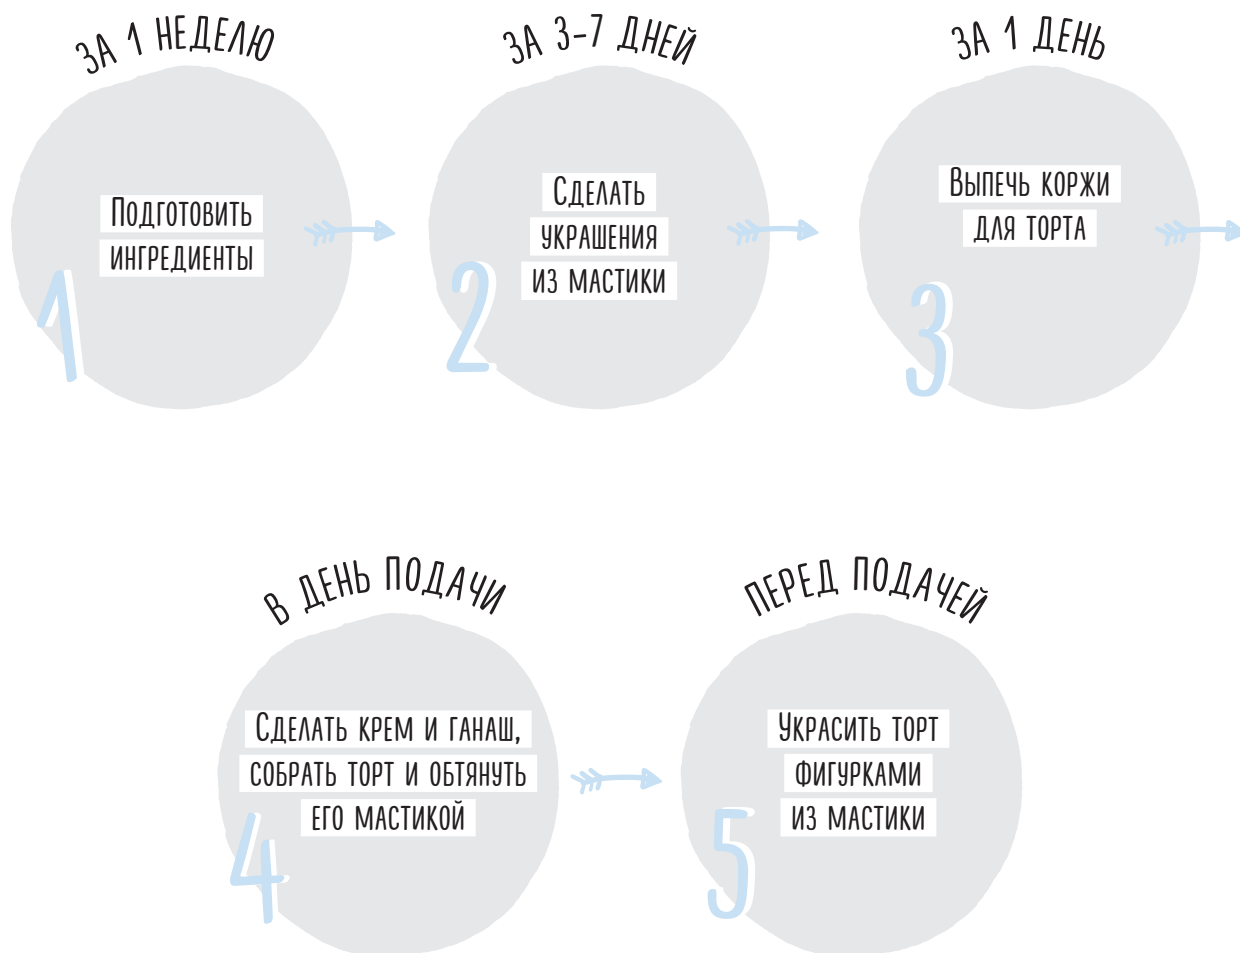 ЗА 1 НЕДЕЛЮ
ПОДГОТОВИТЬ
ИНГРЕДИЕНТЫ
1
ЗА 3-7 ДНЕЙ
СДЕЛАТЬ
УКРАШЕНИЯ
ИЗ МАСТИКИ
2
ЗА 1 ДЕНЬ
ВЫПЕЧЬ КОРЖИ
ДЛЯ ТОРТА
3
В ДЕНЬ ПОДАЧИ
СДЕЛАТЬ КРЕМ И ГАНАШ,
СОБРАТЬ ТОРТ И ОБТЯНУТЬ
ЕГО МАСТИКОЙ
4
ПЕРЕД ПОДАЧЕЙ
УКРАСИТЬ ТОРТ
ФИГУРКАМИ
ИЗ МАСТИКИ
5